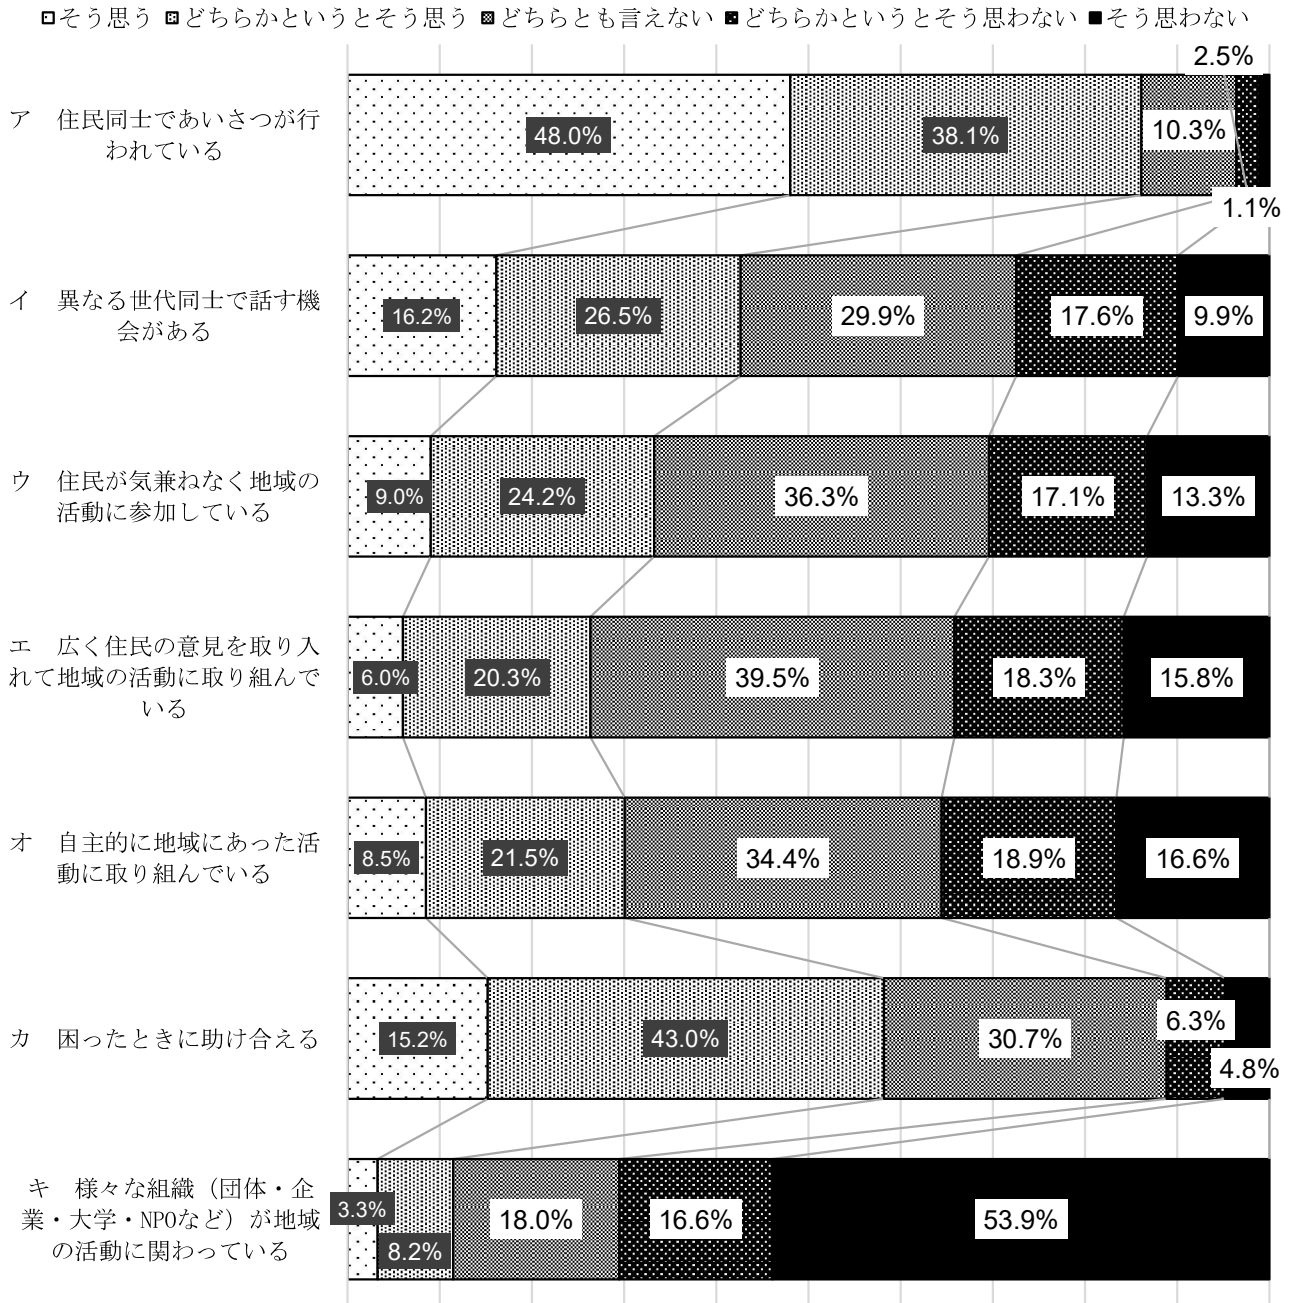 そう思う どちらかというとそう思う どちらとも言えない どちらかというとそう思わない そう思わない
2.5%
ア 住民同士であいさつが行
われている
48.0% 38.1% 10.3%
1.1%
イ 異なる世代同士で話す機
会がある
16.2% 26.5% 29.9% 17.6% 9.9%
ウ 住民が気兼ねなく地域の
活動に参加している
9.0% 24.2% 36.3% 17.1% 13.3%
エ 広く住民の意見を取り入
れて地域の活動に取り組んで
いる
6.0% 20.3% 39.5% 18.3% 15.8%
オ 自主的に地域にあった活
動に取り組んでいる
8.5% 21.5% 34.4% 18.9% 16.6%
カ 困ったときに助け合える
15.2% 43.0% 30.7% 6.3%
4.8%
キ 様々な組織（団体・企
業・大学・NPOなど）が地域
の活動に関わっている
3.3% 18.0% 16.6% 53.9%
8.2%